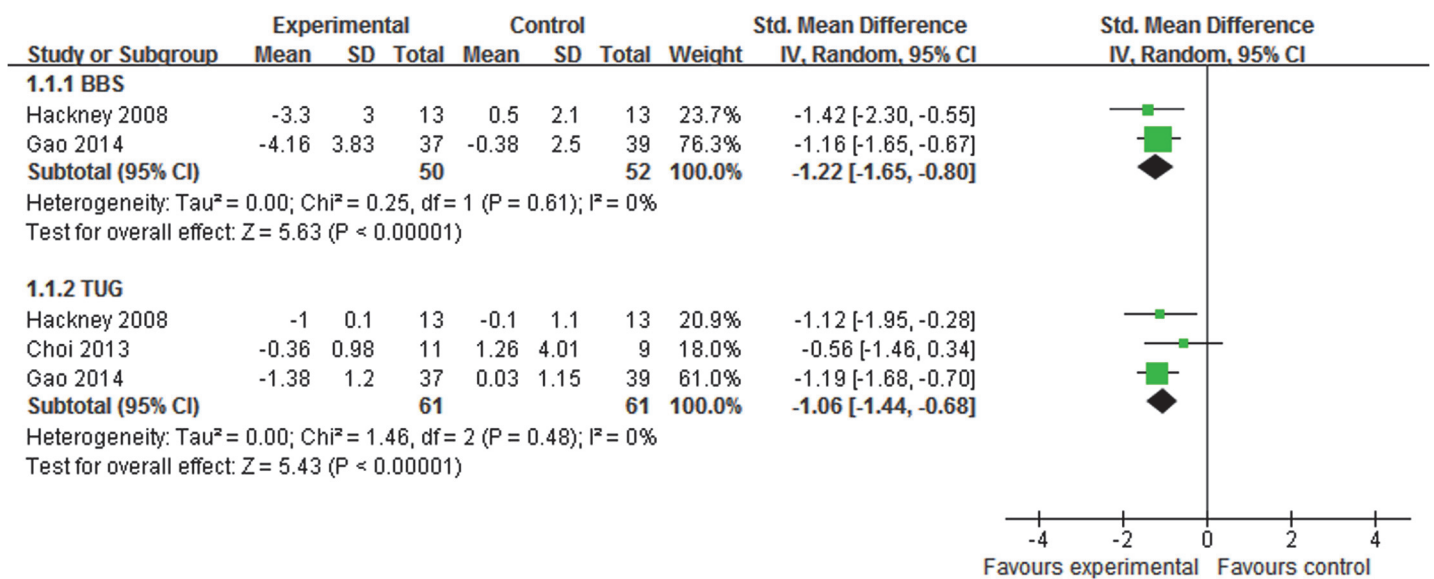 Experimental Control Std. Mean Difference Std. Mean Difference
Study or Subgroup Mean SD Total Mean SD Total Weight IV, Random, 95% CI IV, Random, 95% CI
1.1.1 BBS
Hackney 2008 -3.3 3 13 0.5 2.1 13 23.7% -1.42 [-2.30, -0.55]
Gao 2014 -4.16 3.83 37 -0.38 2.5 39 76.3% -1.16 [-1.65, -0.67]
Subtotal (95% CI) 50 52 100.0% -1.22 [-1.65, -0.80]
Heterogeneity: Tau² = 0.00; Chi² = 0.25, df = 1 (P = 0.61); I² = 0%
Test for overall effect: Z = 5.63 (P < 0.00001)
1.1.2 TUG
Hackney 2008 -1 0.1 13 -0.1 1.1 13 20.9% -1.12 [-1.95, -0.28]
Choi 2013 -0.36 0.98 11 1.26 4.01 9 18.0% -0.56 [-1.46, 0.34]
Gao 2014 -1.38 1.2 37 0.03 1.15 39 61.0% -1.19 [-1.68, -0.70]
Subtotal (95% CI) 61 61 100.0% -1.06 [-1.44, -0.68]
Heterogeneity: Tau² = 0.00; Chi² = 1.46, df = 2 (P = 0.48); I² = 0%
Test for overall effect: Z = 5.43 (P < 0.00001)
-4 -2 0 2 4
Favours experimental Favours control